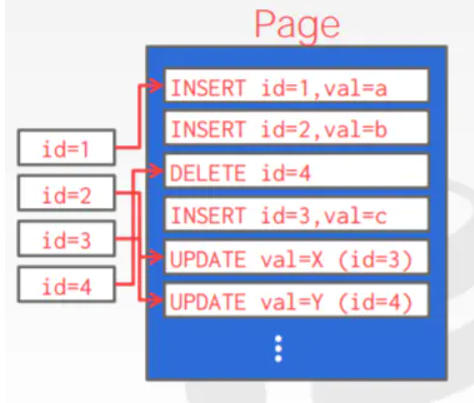 Page
INSERT id=1,val=a
INSERT id=2,val=b
DELETE id=4
INSERT id=3,val=c
UPDATE val=X (id=3)
UPDATE val=Y (id=4)
id=1
id=2
id=3
id=4